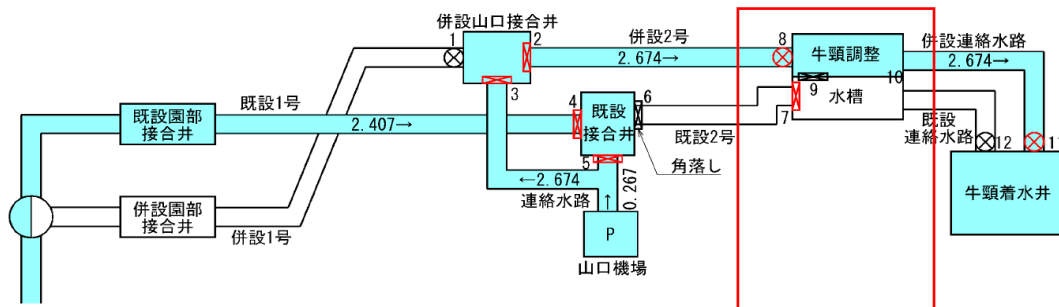 併設山口接合井
1
2
3
併設2号
2.674→
8
牛頸調整
水槽
9
10
併設連絡水路
2.674→
既設1号
既設園部
接合井
2.407→
4
既設
接合井
5
6
既設2号
7
角落し
既設
連絡水路
12
11
牛頸着水井
←2.674
連絡水路
0.267→
P
山口機場
併設園部
接合井
併設1号